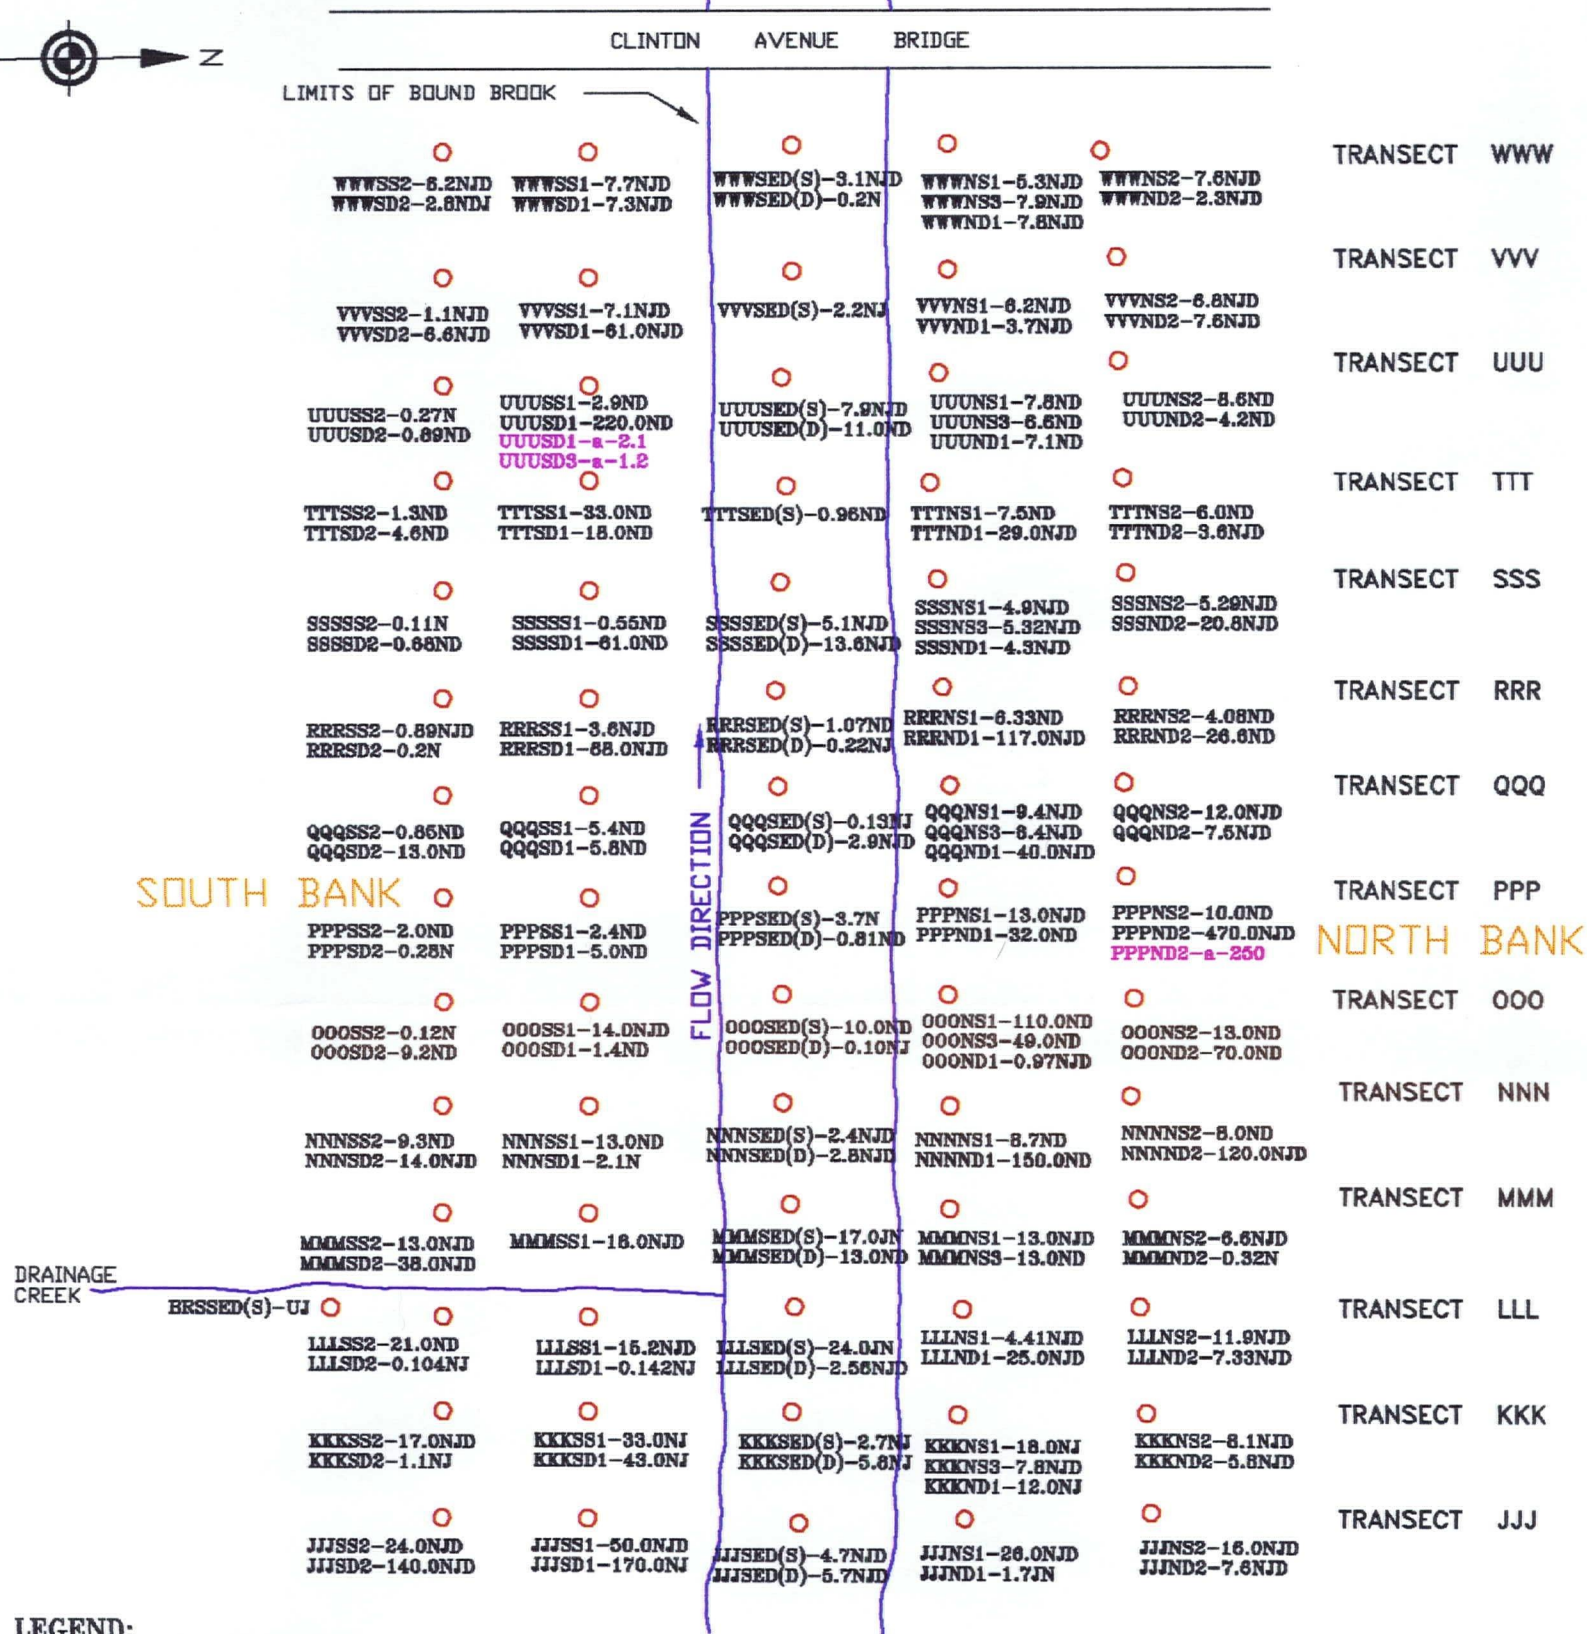 CLINTON AVENUE BRIDGE
N
LIMITS OF BOUND BROOK
TRANSECT WWW
WWWSS2-6.2NJD
WWWSD2-2.8NDJ
WWWSS1-7.7NJD
WWWSD1-7.3NJD
WWWSED(S)-3.1NJD
WWWSED(D)-0.2N
WWWNS1-5.3NJD
WWWNS3-7.9NJD
WWWND1-7.8NJD
WWWNS2-7.6NJD
WWWND2-2.3NJD
TRANSECT VVV
VVVSS2-1.1NJD
VVVSD2-6.6NJD
VVVSS1-7.1NJD
VVVSD1-61.0NJD
VVVSED(S)-2.2NJ
VVVNS1-6.2NJD
VVVND1-3.7NJD
VVVNS2-6.8NJD
VVVND2-7.6NJD
TRANSECT UUU
UUUSS2-0.27N
UUUSD2-0.89ND
UUUSS1-2.9ND
UUUSD1-220.0ND
UUUSD1-a-2.1
UUUSD3-a-1.2
UUUSED(S)-7.9NJD
UUUSED(D)-11.0ND
UUUNS1-7.8ND
UUUNS3-6.6ND
UUUND1-7.1ND
UUUNS2-8.6ND
UUUND2-4.2ND
TRANSECT TTT
TTTSS2-1.3ND
TTTSD2-4.6ND
TTTSS1-33.0ND
TTTSD1-18.0ND
TTTSED(S)-0.96ND
TTTNS1-7.5ND
TTTND1-29.0NJD
TTTNS2-6.0ND
TTTND2-3.6NJD
TRANSECT SSS
SSSSS2-0.11N
SSSSD2-0.68ND
SSSSS1-0.55ND
SSSSD1-61.0ND
SSSSED(S)-5.1NJD
SSSSED(D)-13.6NJD
SSSNS1-4.9NJD
SSSNS3-5.32NJD
SSSND1-4.3NJD
SSSNS2-5.29NJD
SSSND2-20.8NJD
TRANSECT RRR
RRRSS2-0.89NJD
RRRSD2-0.2N
RRRSS1-3.6NJD
RRRSD1-88.0NJD
RRRSED(S)-1.07ND
RRRSED(D)-0.22NJ
RRRNS1-6.33ND
RRRND1-117.0NJD
RRRNS2-4.08ND
RRRND2-26.6ND
TRANSECT QQQ
QQQSS2-0.85ND
QQQSD2-13.0ND
QQQSS1-5.4ND
QQQSD1-5.8ND
QQQSED(S)-0.13NJ
QQQSED(D)-2.9NJD
QQQNS1-9.4NJD
QQQNS3-8.4NJD
QQQND1-40.0NJD
QQQNS2-12.0NJD
QQQND2-7.5NJD
SOUTH BANK
FLOW DIRECTION
TRANSECT PPP
NORTH BANK
PPPSS2-2.0ND
PPPSD2-0.28N
PPPSS1-2.4ND
PPPSD1-5.0ND
PPPSED(S)-3.7N
PPPSED(D)-0.81ND
PPPNS1-13.0NJD
PPPND1-32.0ND
PPPNS2-10.0ND
PPPND2-470.0NJD
PPPND2-a-250
TRANSECT OOO
OOOSS2-0.12N
OOOSD2-9.2ND
OOOSS1-14.0NJD
OOOSD1-1.4ND
OOOSED(S)-10.0ND
OOOSED(D)-0.10NJ
OOONS1-110.0ND
OOONS3-49.0ND
OOOND1-0.97NJD
OOONS2-13.0ND
OOOND2-70.0ND
TRANSECT NNN
NNNSS2-9.3ND
NNNSD2-14.0NJD
NNNSS1-13.0ND
NNNSD1-2.1N
NNNSED(S)-2.4NJD
NNNSED(D)-2.8NJD
NNNNS1-8.7ND
NNNND1-150.0ND
NNNNS2-8.0ND
NNNND2-120.0NJD
TRANSECT MMM
MMMSS2-13.0NJD
MMMSD2-38.0NJD
MMMSS1-16.0NJD
MMMSED(S)-17.0JN
MMMSED(D)-13.0ND
MMMNS1-13.0NJD
MMMNS3-13.0ND
MMMNS2-6.6NJD
MMMND2-0.32N
DRAINAGE
CREEK
BRSSED(S)-UJ
TRANSECT LLL
LLLSS2-21.0ND
LLLSD2-0.104NJ
LLLSS1-15.2NJD
LLLSD1-0.142NJ
LLLSED(S)-24.0JN
LLLSED(D)-2.56NJD
LLLNS1-4.41NJD
LLLND1-25.0NJD
LLLNS2-11.9NJD
LLLND2-7.33NJD
TRANSECT KKK
KKKSS2-17.0NJD
KKKSD2-1.1NJ
KKKSS1-33.0NJ
KKKSD1-43.0NJ
KKKSED(S)-2.7NJ
KKKSED(D)-5.8NJ
KKKNS1-18.0NJ
KKKNS3-7.8NJD
KKKND1-12.0NJ
KKKNS2-8.1NJD
KKKND2-5.8NJD
TRANSECT JJJ
JJJSS2-24.0NJD
JJJSD2-140.0NJD
JJJSS1-50.0NJD
JJJSD1-170.0NJ
JJJSED(S)-4.7NJD
JJJSED(D)-5.7NJD
JJJNS1-26.0NJD
JJJND1-1.7JN
JJJNS2-16.0NJD
JJJND2-7.6NJD
LEGEND: